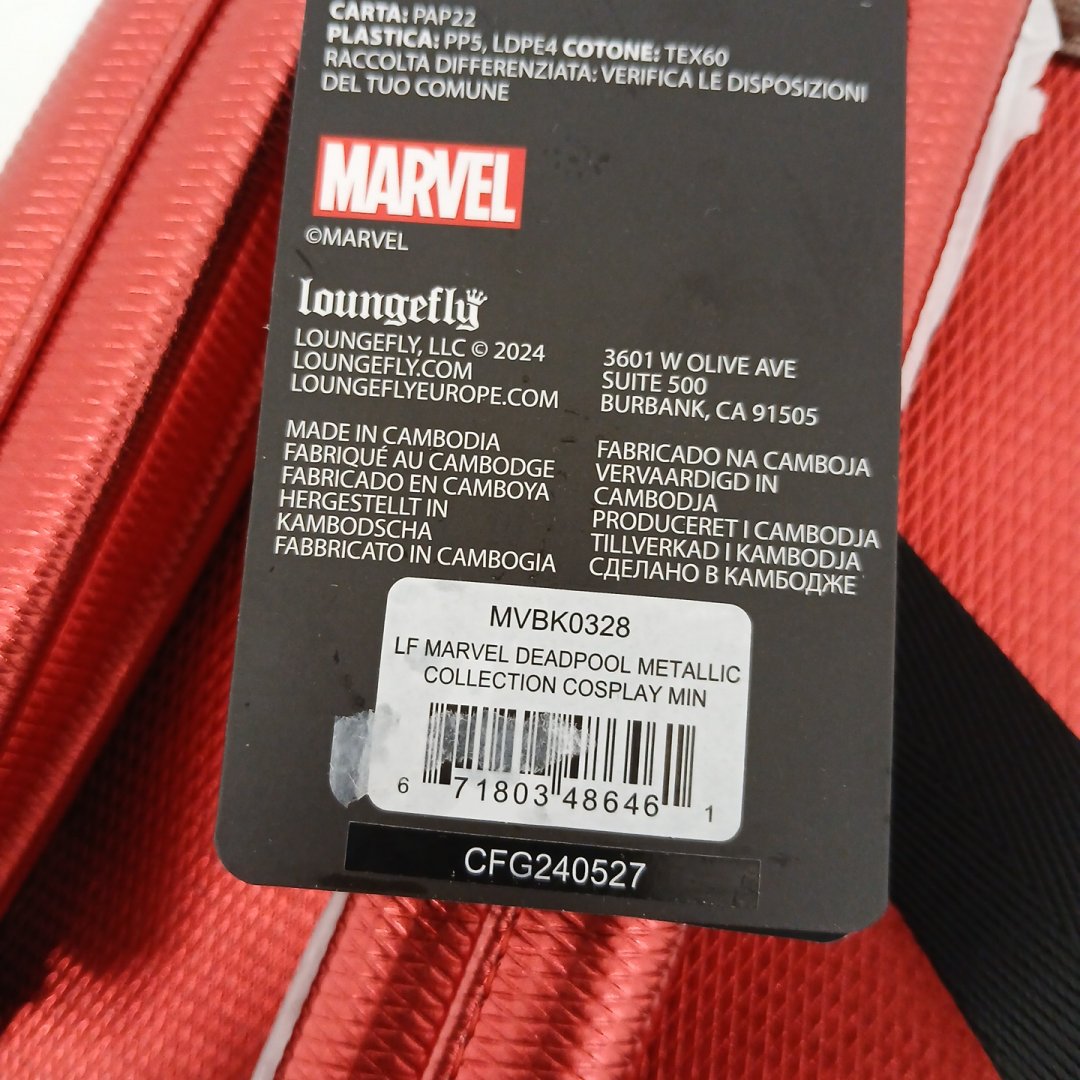 CARTA: PAP22
PLASTICA: PP5, LDPE4 COTONE: TEX60
RACCOLTA DIFFERENZIATA: VERIFICA LE DISPOSIZIONI
DEL TUO COMUNE
MARVEL
©MARVEL
loungefly
LOUNGEFLY, LLC © 2024
LOUNGEFLY.COM
LOUNGEFLYEUROPE.COM
3601 W OLIVE AVE
SUITE 500
BURBANK, CA 91505
MADE IN CAMBODIA
FABRIQUÉ AU CAMBODGE
FABRICADO EN CAMBOYA
HERGESTELLT IN
KAMBODSCHA
FABBRICATO IN CAMBOGIA
FABRICADO NA CAMBOJA
VERVAARDIGD IN
CAMBODJA
PRODUCERET I CAMBODJA
TILLVERKAD I KAMBODJA
СДЕЛАНО В КАМБОДЖЕ
MVBK0328
LF MARVEL DEADPOOL METALLIC
COLLECTION COSPLAY MIN
6 71803 48646 1
CFG240527